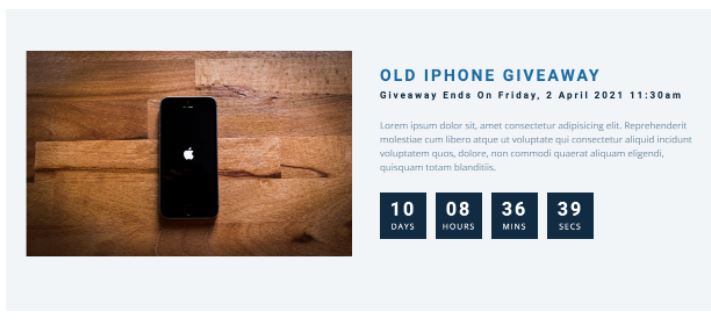 OLD IPHONE GIVEAWAY
Giveaway Ends On Friday, 2 April 2021 11:30am
Lorem ipsum dolor sit, amet consectetur adipisicing elit. Reprehenderit
molestiae cum libero atque ut voluptate qui consectetur aliquid incidunt
voluptatem quos, dolore, non commodi quaerat aliquam eligendi,
quisquam totam blanditiis.
10 08 36 39
DAYS HOURS MINS SECS